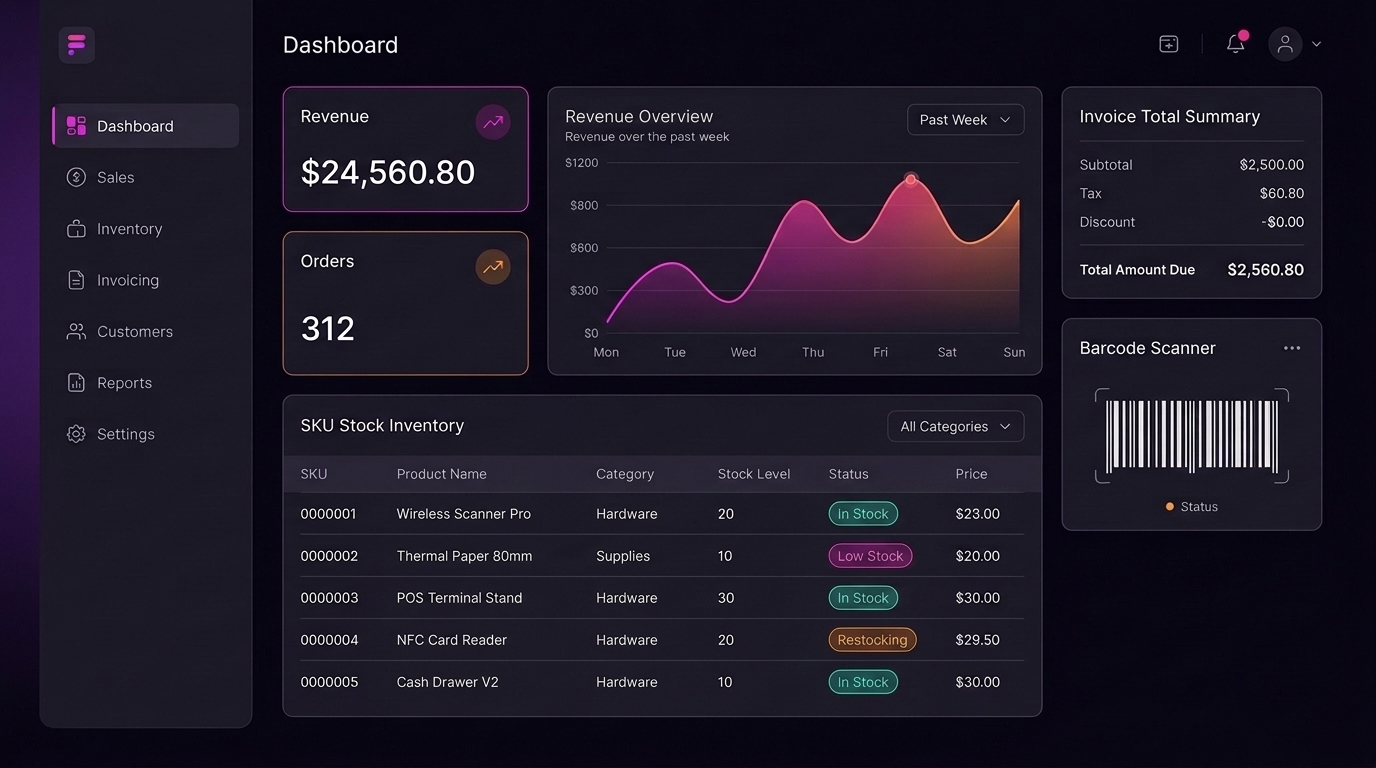 Dashboard
Dashboard
Sales
Inventory
Invoicing
Customers
Reports
Settings
Revenue
$24,560.80
Orders
312
Revenue Overview
Revenue over the past week
Past Week
$1200
$800
$600
$300
$0
Mon Tue Wed Thu Fri Sat Sun
Invoice Total Summary
Subtotal $2,500.00
Tax $60.80
Discount -$0.00
Total Amount Due $2,560.80
Barcode Scanner
Status
SKU Stock Inventory
All Categories
SKU Product Name Category Stock Level Status Price
0000001 Wireless Scanner Pro Hardware 20 In Stock $23.00
0000002 Thermal Paper 80mm Supplies 10 Low Stock $20.00
0000003 POS Terminal Stand Hardware 30 In Stock $30.00
0000004 NFC Card Reader Hardware 20 Restocking $29.50
0000005 Cash Drawer V2 Hardware 10 In Stock $30.00